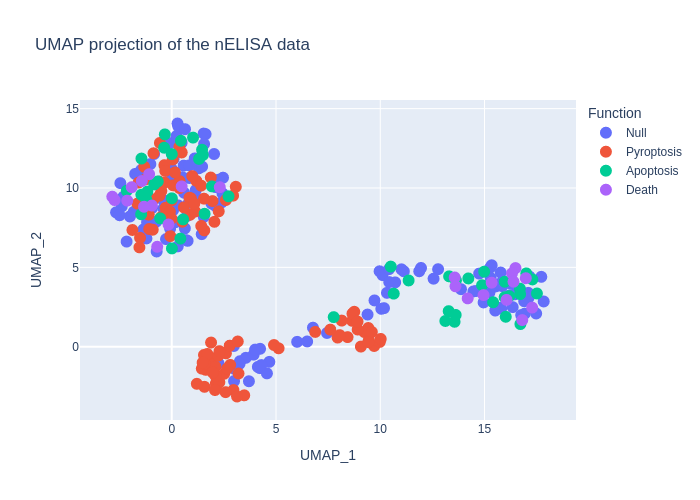 UMAP projection of the nELISA data
Function
Null
Pyroptosis
Apoptosis
Death
15
10
5
0
UMAP_2
0
5
10
15
UMAP_1